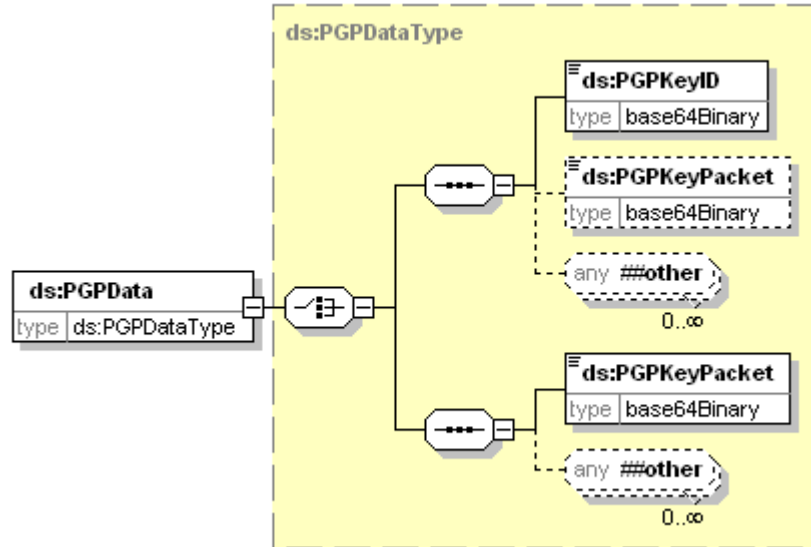 ds:PGPDataType
ds:PGPKeyID
type base64Binary
ds:PGPKeyPacket
type base64Binary
any ##other
0..∞
ds:PGPData
type ds:PGPDataType
ds:PGPKeyPacket
type base64Binary
any ##other
0..∞